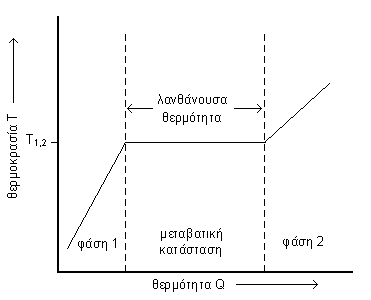 θερμοκρασία T
T1,2
λανθάνουσα
θερμότητα
φάση 1
μεταβατική
κατάσταση
φάση 2
θερμότητα Q